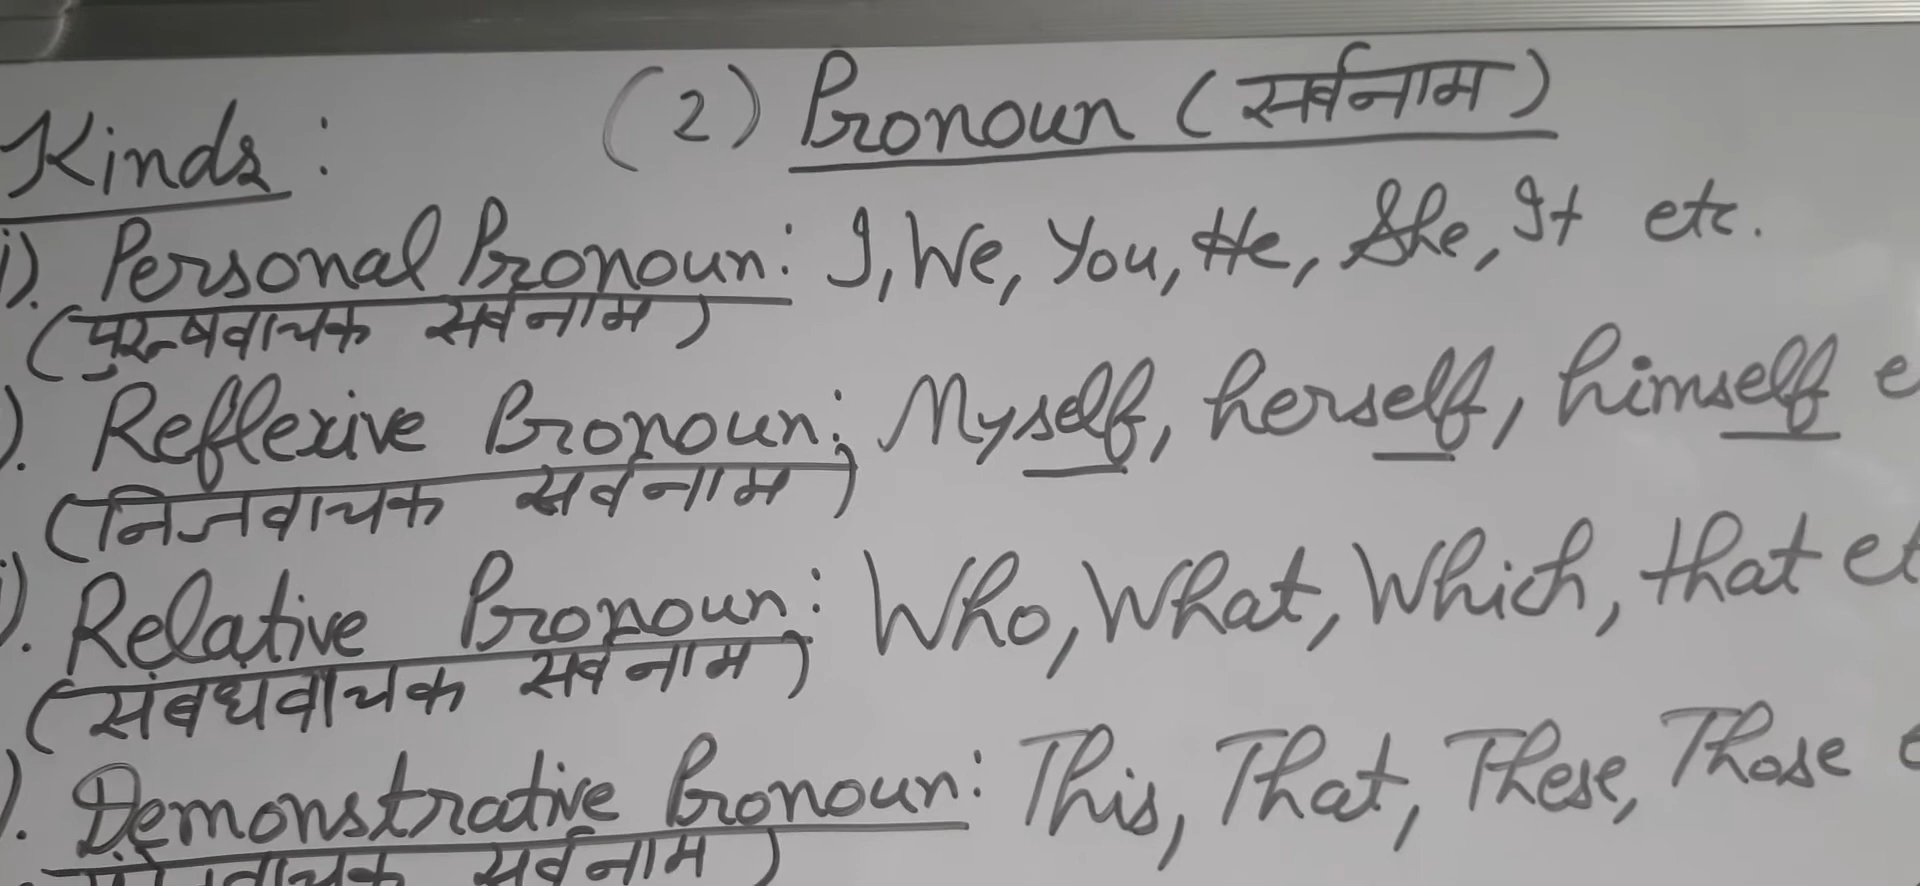 (2) Pronoun (सर्वनाम)
Kinds :
i). Personal Pronoun: I, We, You, He, She, It etc.
(पुरुषवाचक सर्वनाम)
). Reflexive Pronoun: Myself, herself, himself e
(निजवाचक सर्वनाम)
i). Relative Pronoun: Who, What, Which, that et
(संबधवाचक सर्वनाम)
). Demonstrative Pronoun: This, That, These, Those e
सर्वनाम)